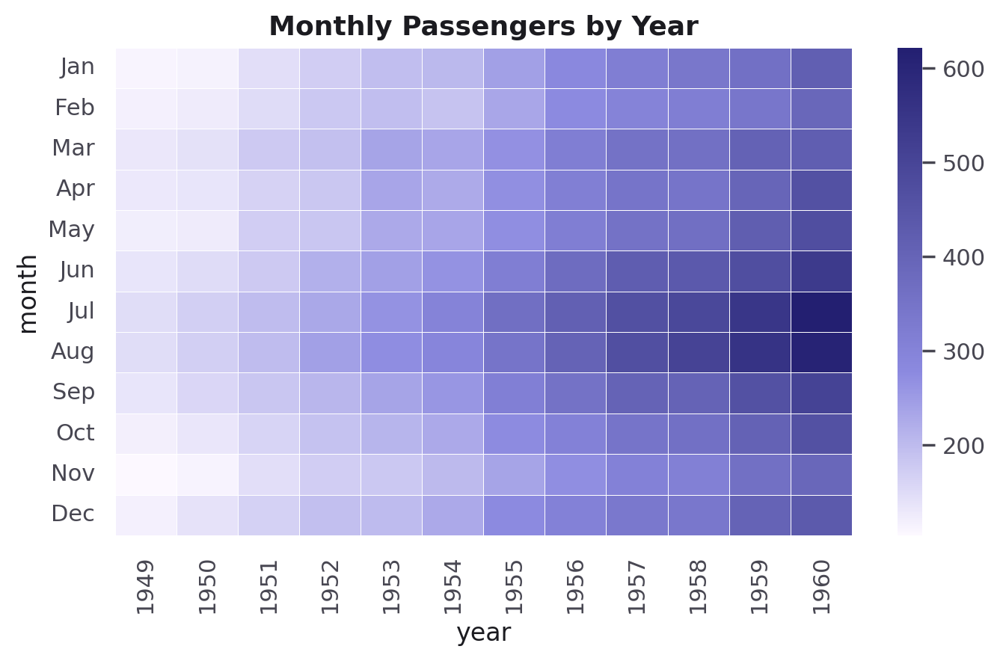 Monthly Passengers by Year
month
Jan
Feb
Mar
Apr
May
Jun
Jul
Aug
Sep
Oct
Nov
Dec
1949 1950 1951 1952 1953 1954 1955 1956 1957 1958 1959 1960
year
600
500
400
300
200